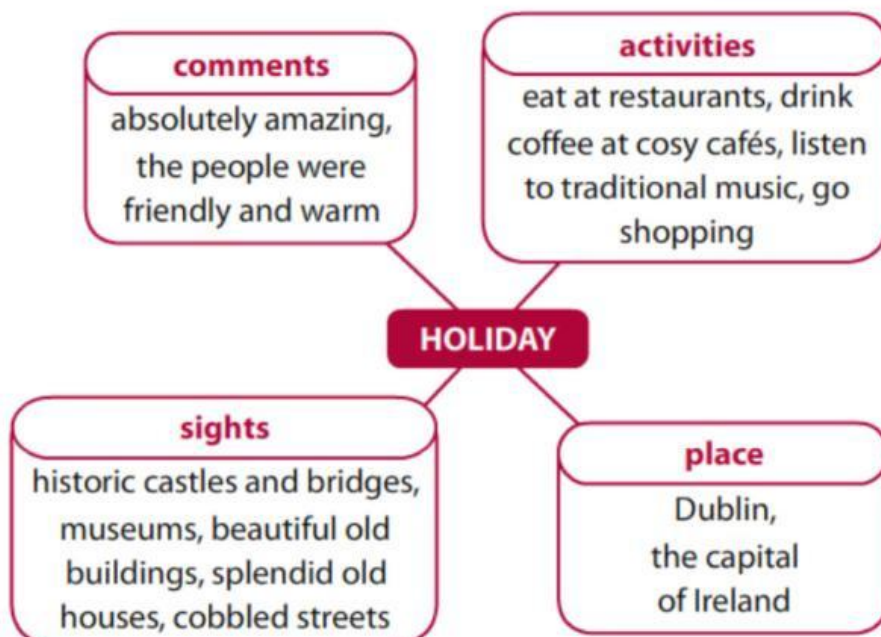 comments
absolutely amazing,
the people were
friendly and warm
activities
eat at restaurants, drink
coffee at cosy cafés, listen
to traditional music, go
shopping
HOLIDAY
sights
historic castles and bridges,
museums, beautiful old
buildings, splendid old
houses, cobbled streets
place
Dublin,
the capital
of Ireland